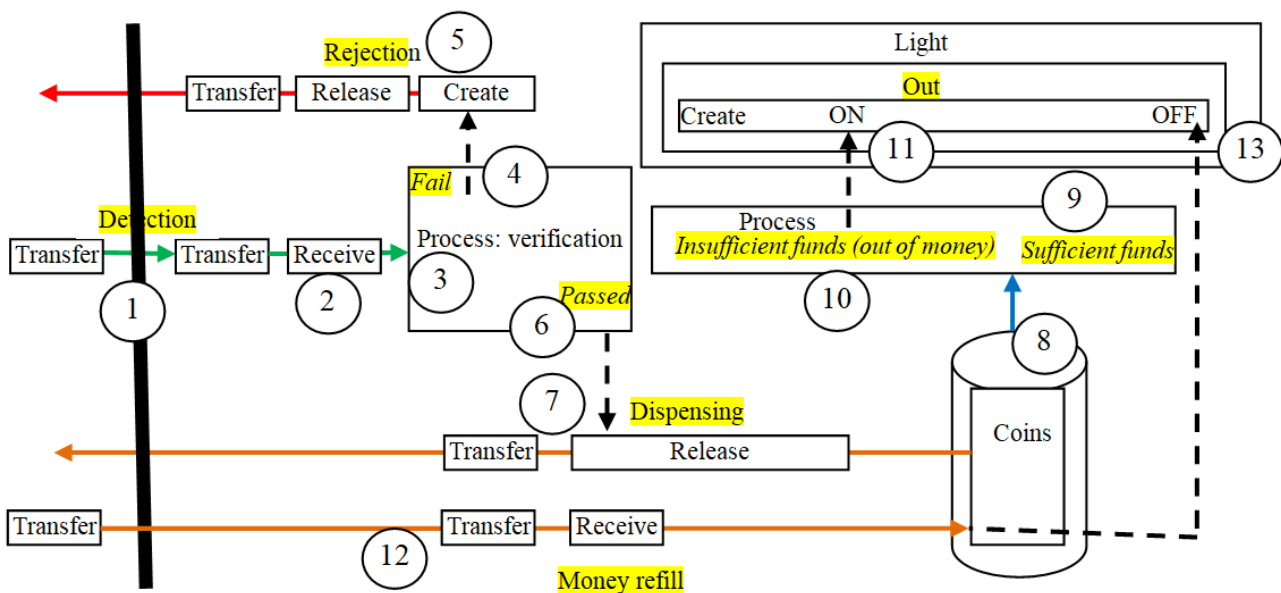 5
Rejection
Light
Transfer Release Create
Out
Create ON OFF
11
13
4
Fail
9
Detection
Process
Transfer Transfer Receive
Process: verification
Insufficient funds (out of money)
Sufficient funds
1
2
3
Passed
10
6
8
7
Dispensing
Coins
Transfer Release
Transfer Transfer Receive
12
Money refill